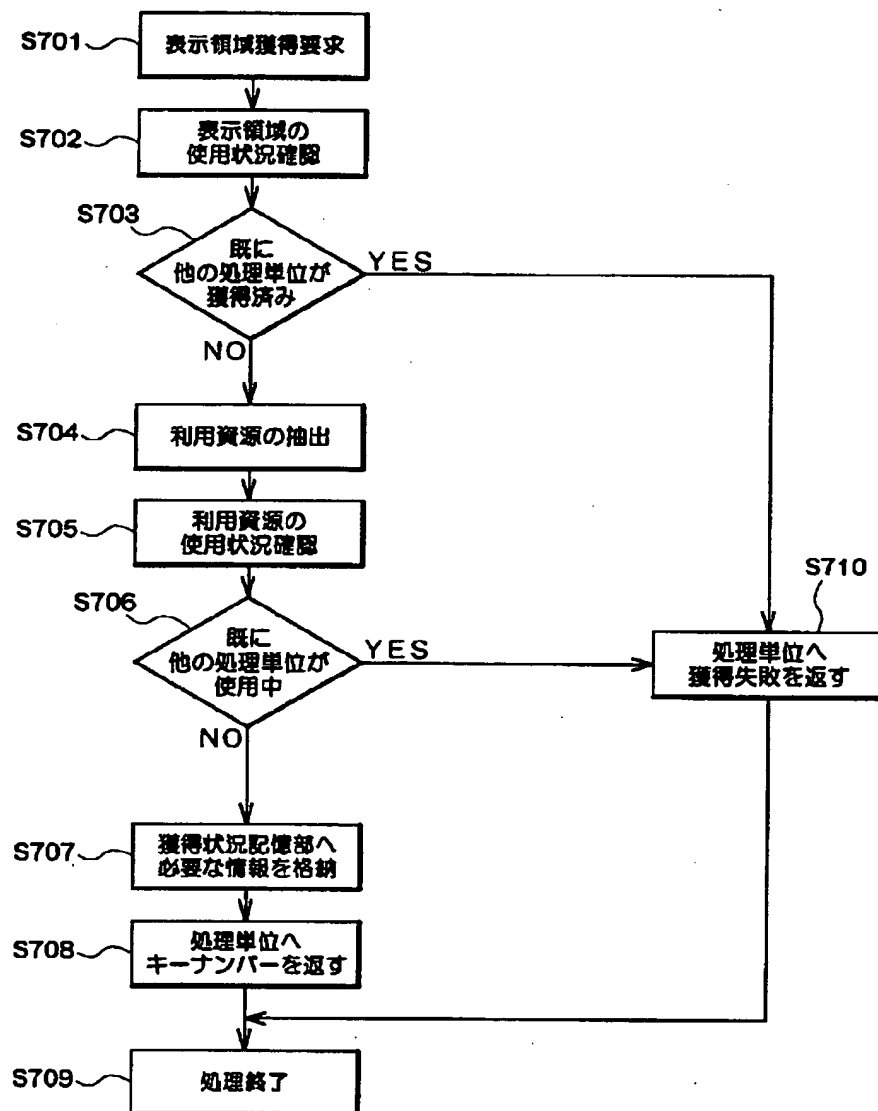 S701
表示領域獲得要求
S702
表示領域の
使用状況確認
S703
既に
他の処理単位が
獲得済み
YES
NO
S704
利用資源の抽出
S705
利用資源の
使用状況確認
S706
既に
他の処理単位が
使用中
YES
NO
S710
処理単位へ
獲得失敗を返す
S707
獲得状況記憶部へ
必要な情報を格納
S708
処理単位へ
キーナンバーを返す
S709
処理終了